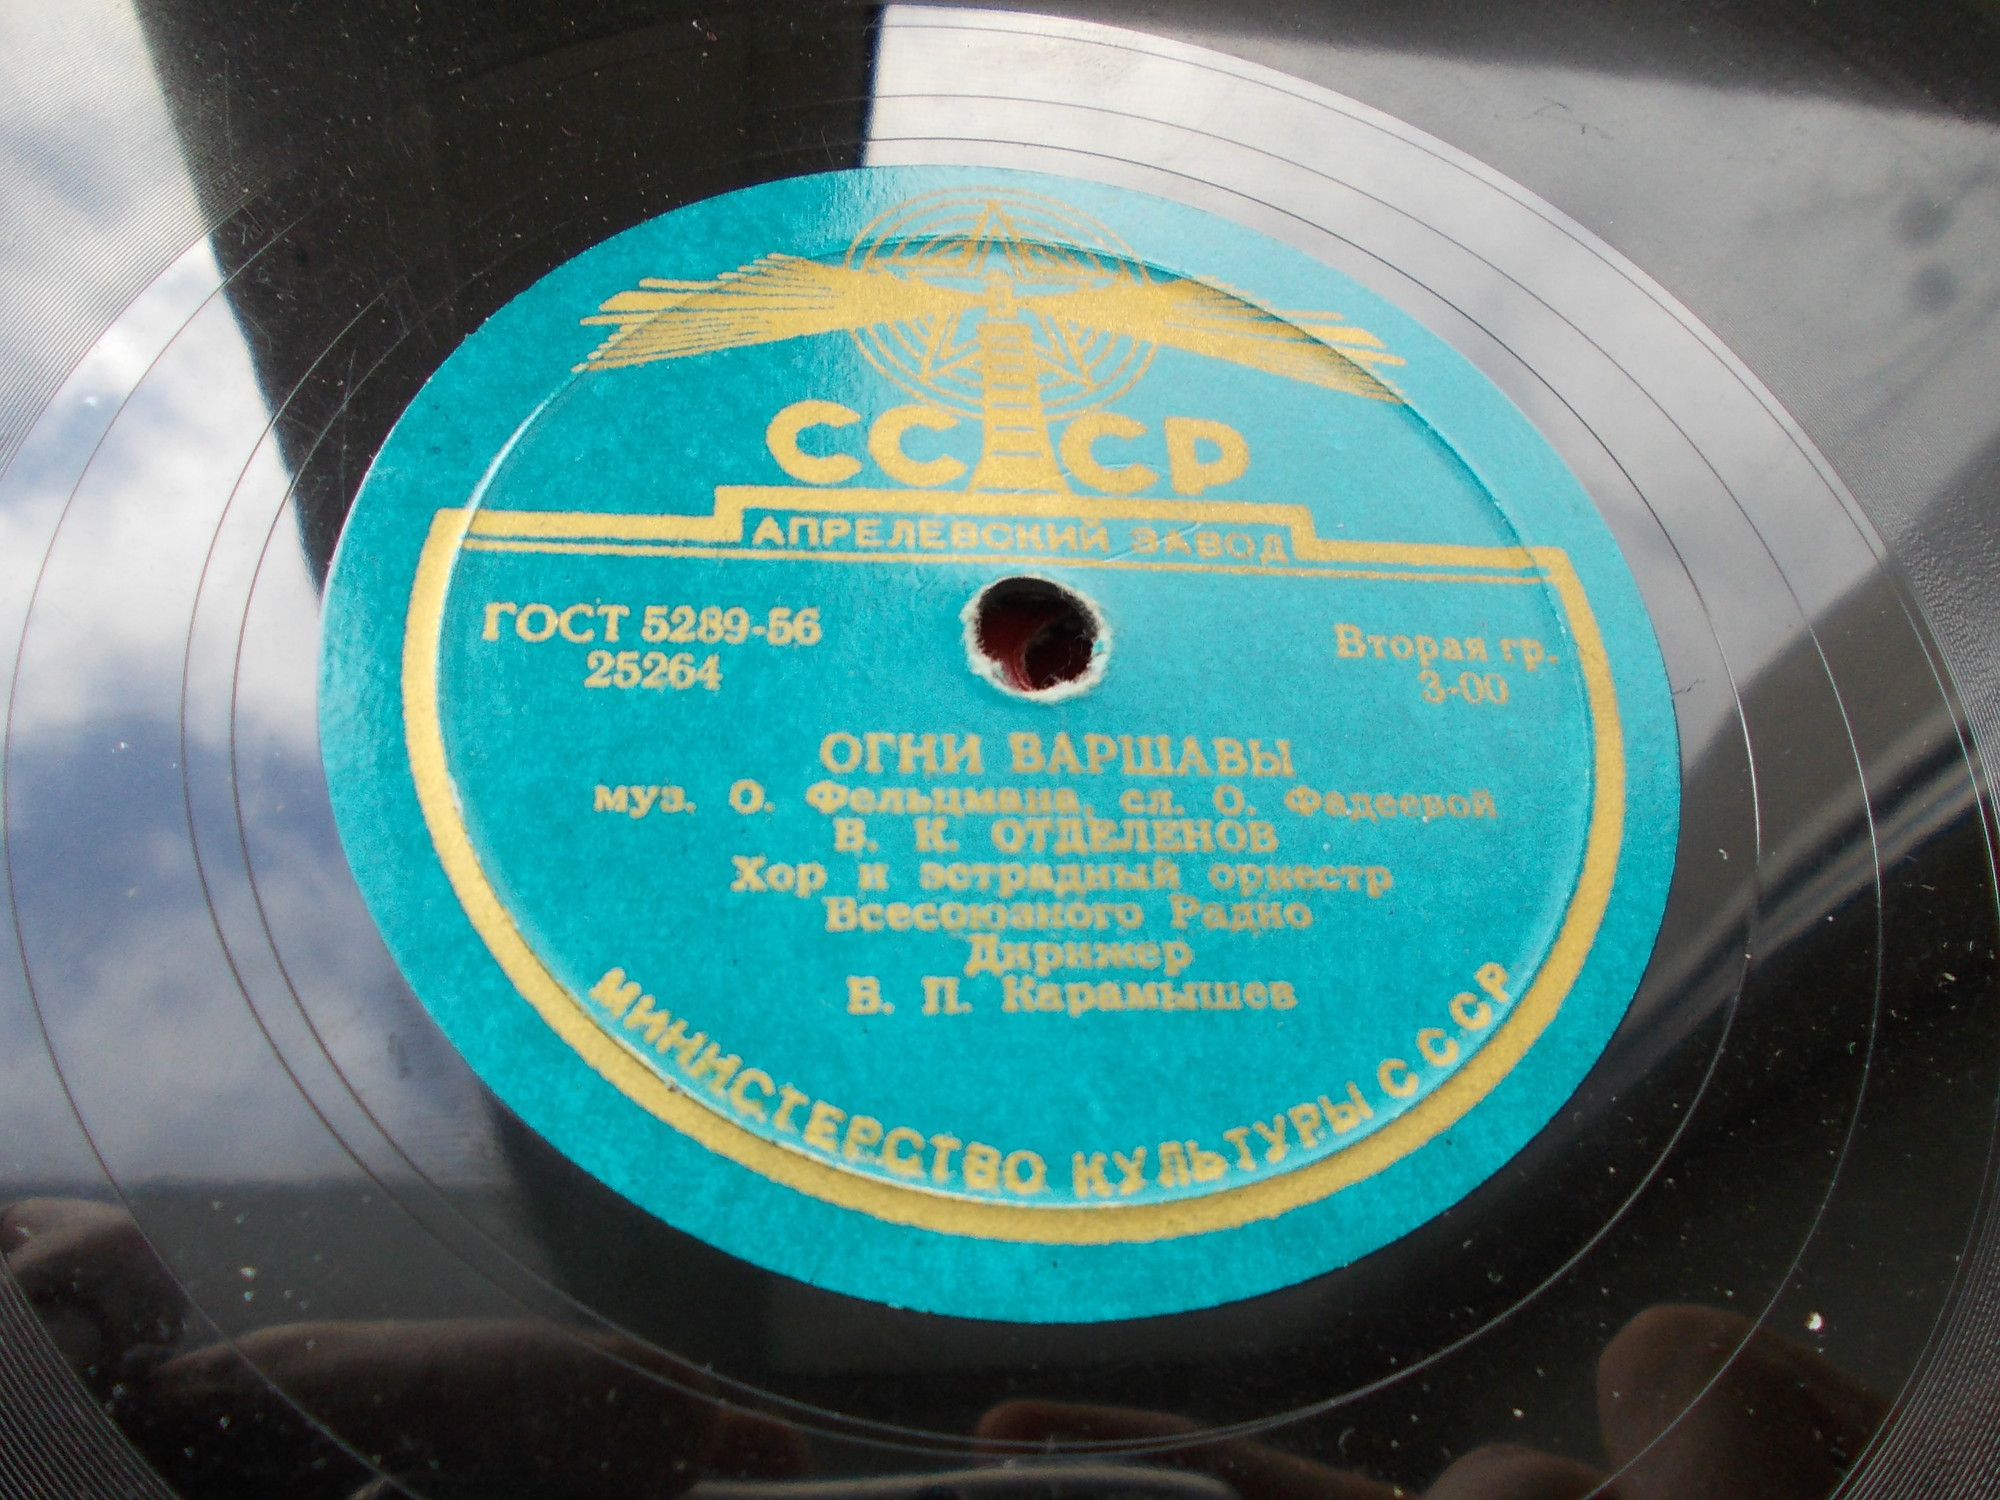 СССР
АПРЕЛЕВСКИЙ ЗАВОД
ГОСТ 5289-56
25264
Вторая гр.
3-00
ОГНИ ВАРШАВЫ
муз. О. Фельцмана, сл. О. Фадеевой
В. К. ОТДЕЛЕНОВ
Хор и эстрадный оркестр
Всесоюзного Радио
Дирижер
В. П. Карамышев
МИНИСТЕРСТВО КУЛЬТУРЫ С.С.С.Р